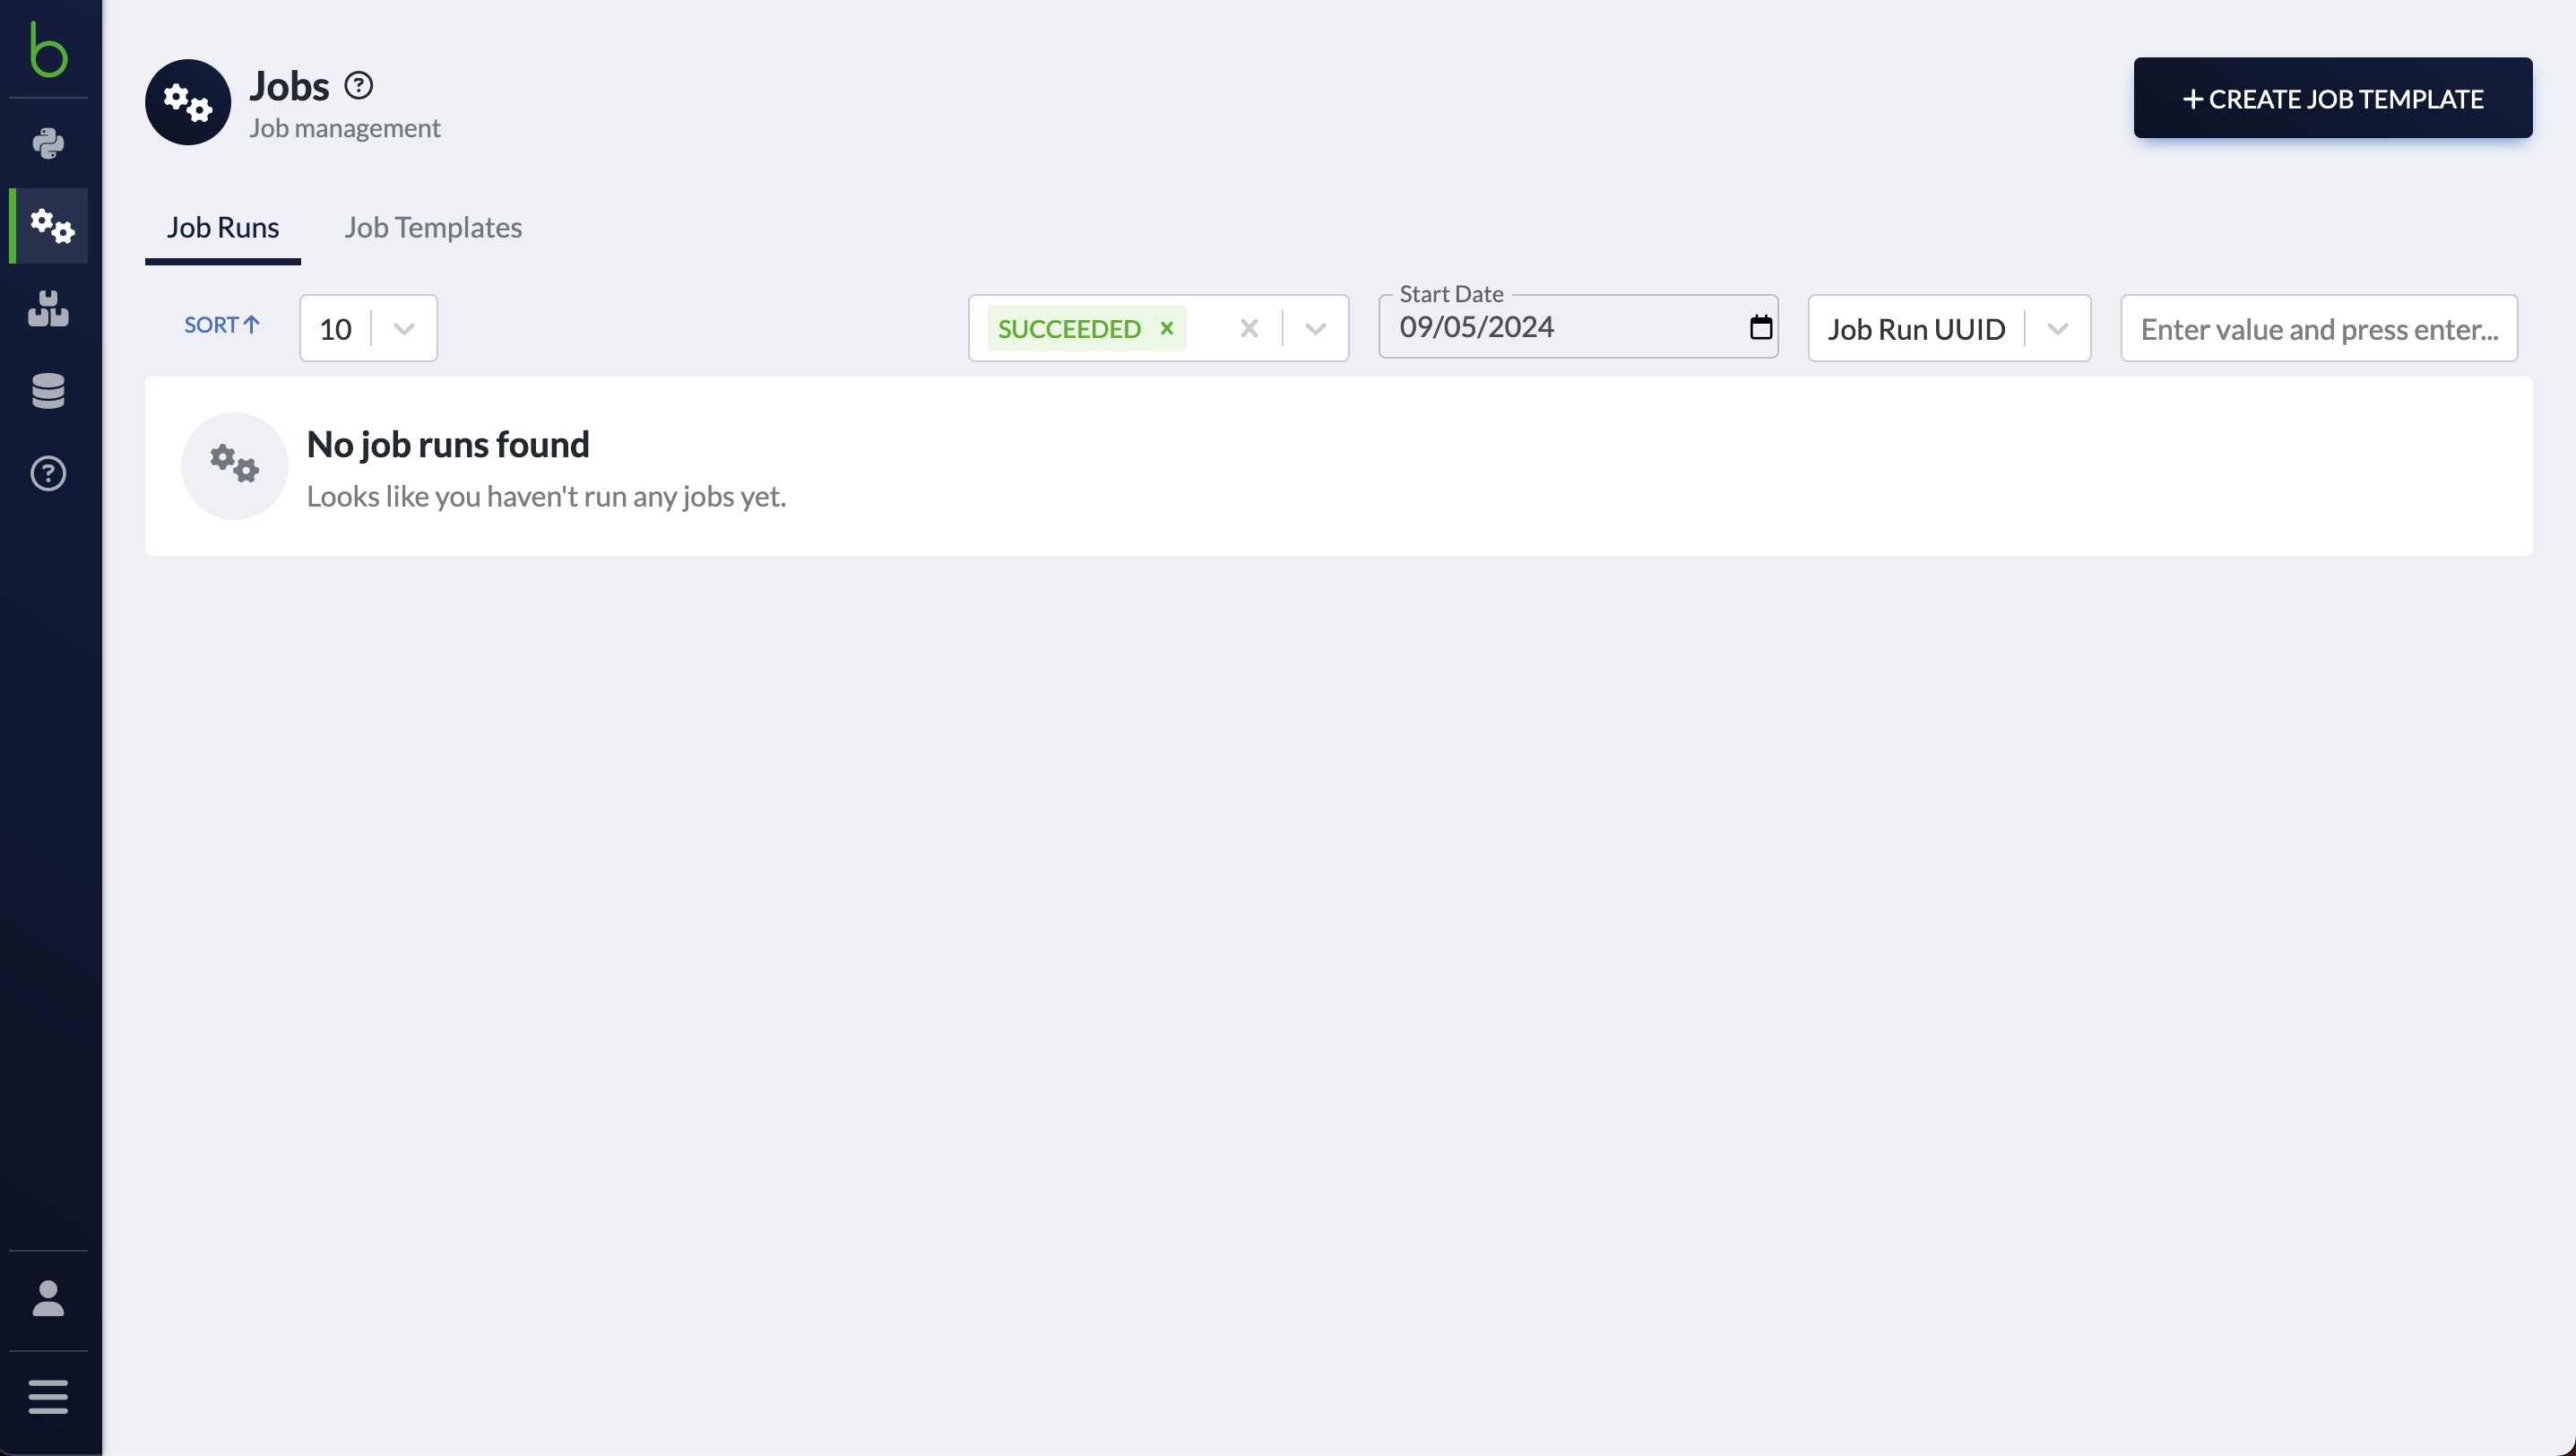 b
Jobs
Job management
+ CREATE JOB TEMPLATE
Job Runs
Job Templates
SORT↑
10
SUCCEEDED ×
Start Date
09/05/2024
Job Run UUID
Enter value and press enter...
No job runs found
Looks like you haven't run any jobs yet.